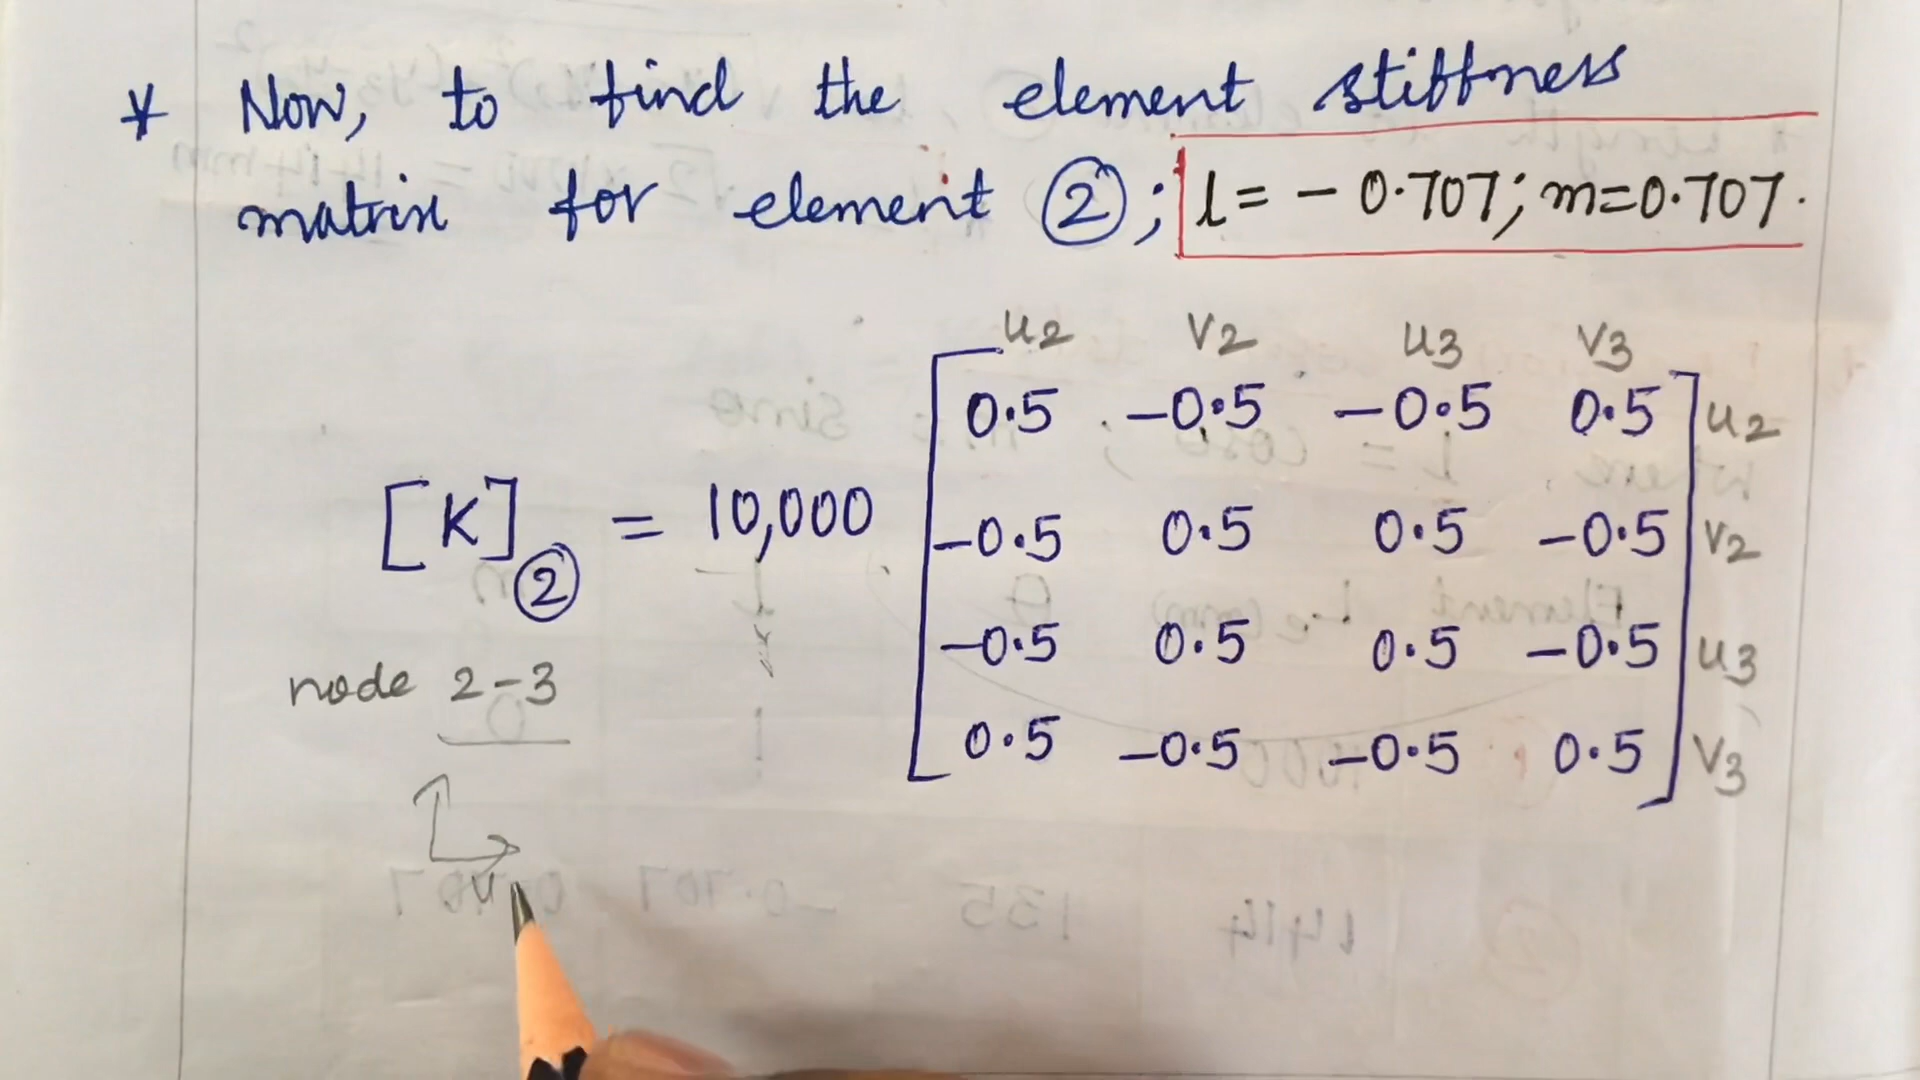 * Now, to find the element stiffness
matrix for element ②; l = - 0.707; m=0.707.
u2 v2 u3 v3
0.5 -0.5 -0.5 0.5 u2
[K]② = 10,000 -0.5 0.5 0.5 -0.5 v2
-0.5 0.5 0.5 -0.5 u3
node 2-3
0.5 -0.5 -0.5 0.5 v3
u